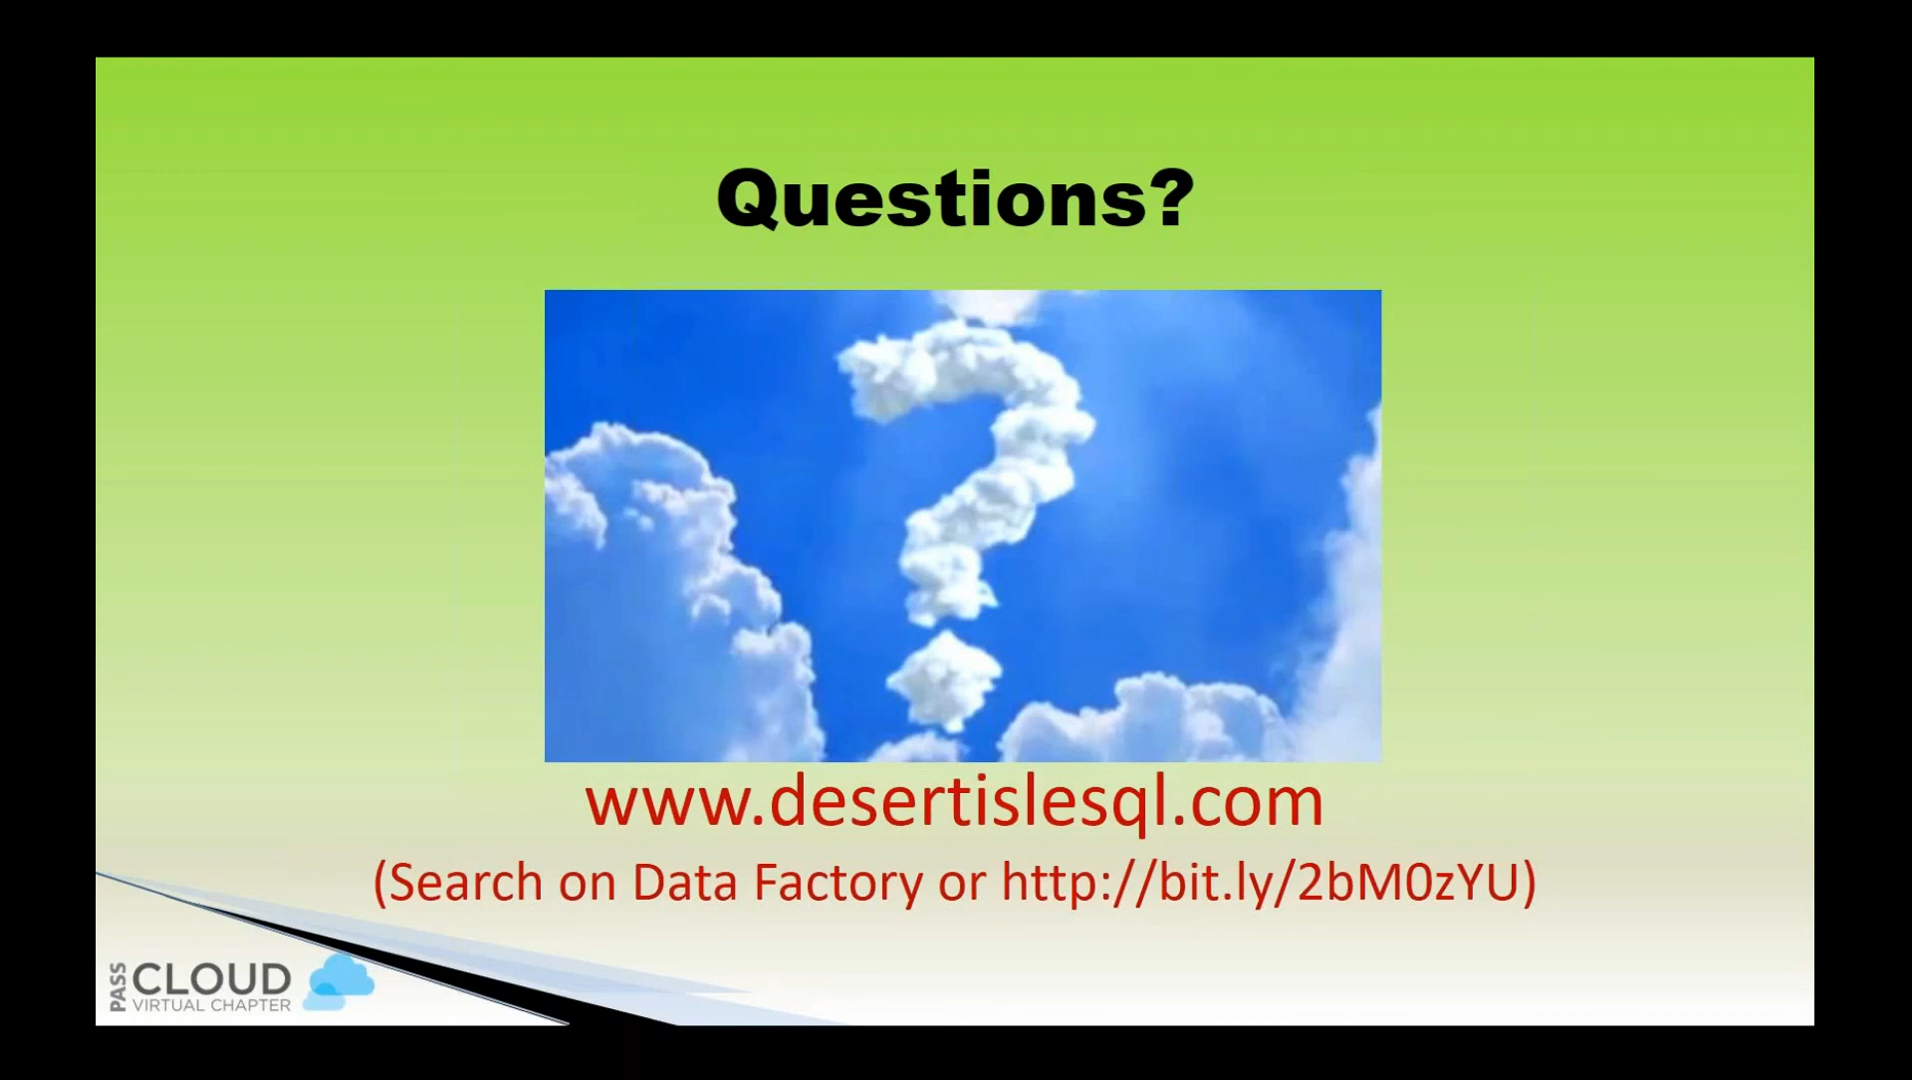 Questions?
www.desertislesql.com
(Search on Data Factory or http://bit.ly/2bM0zYU)
PASS
CLOUD
VIRTUAL CHAPTER